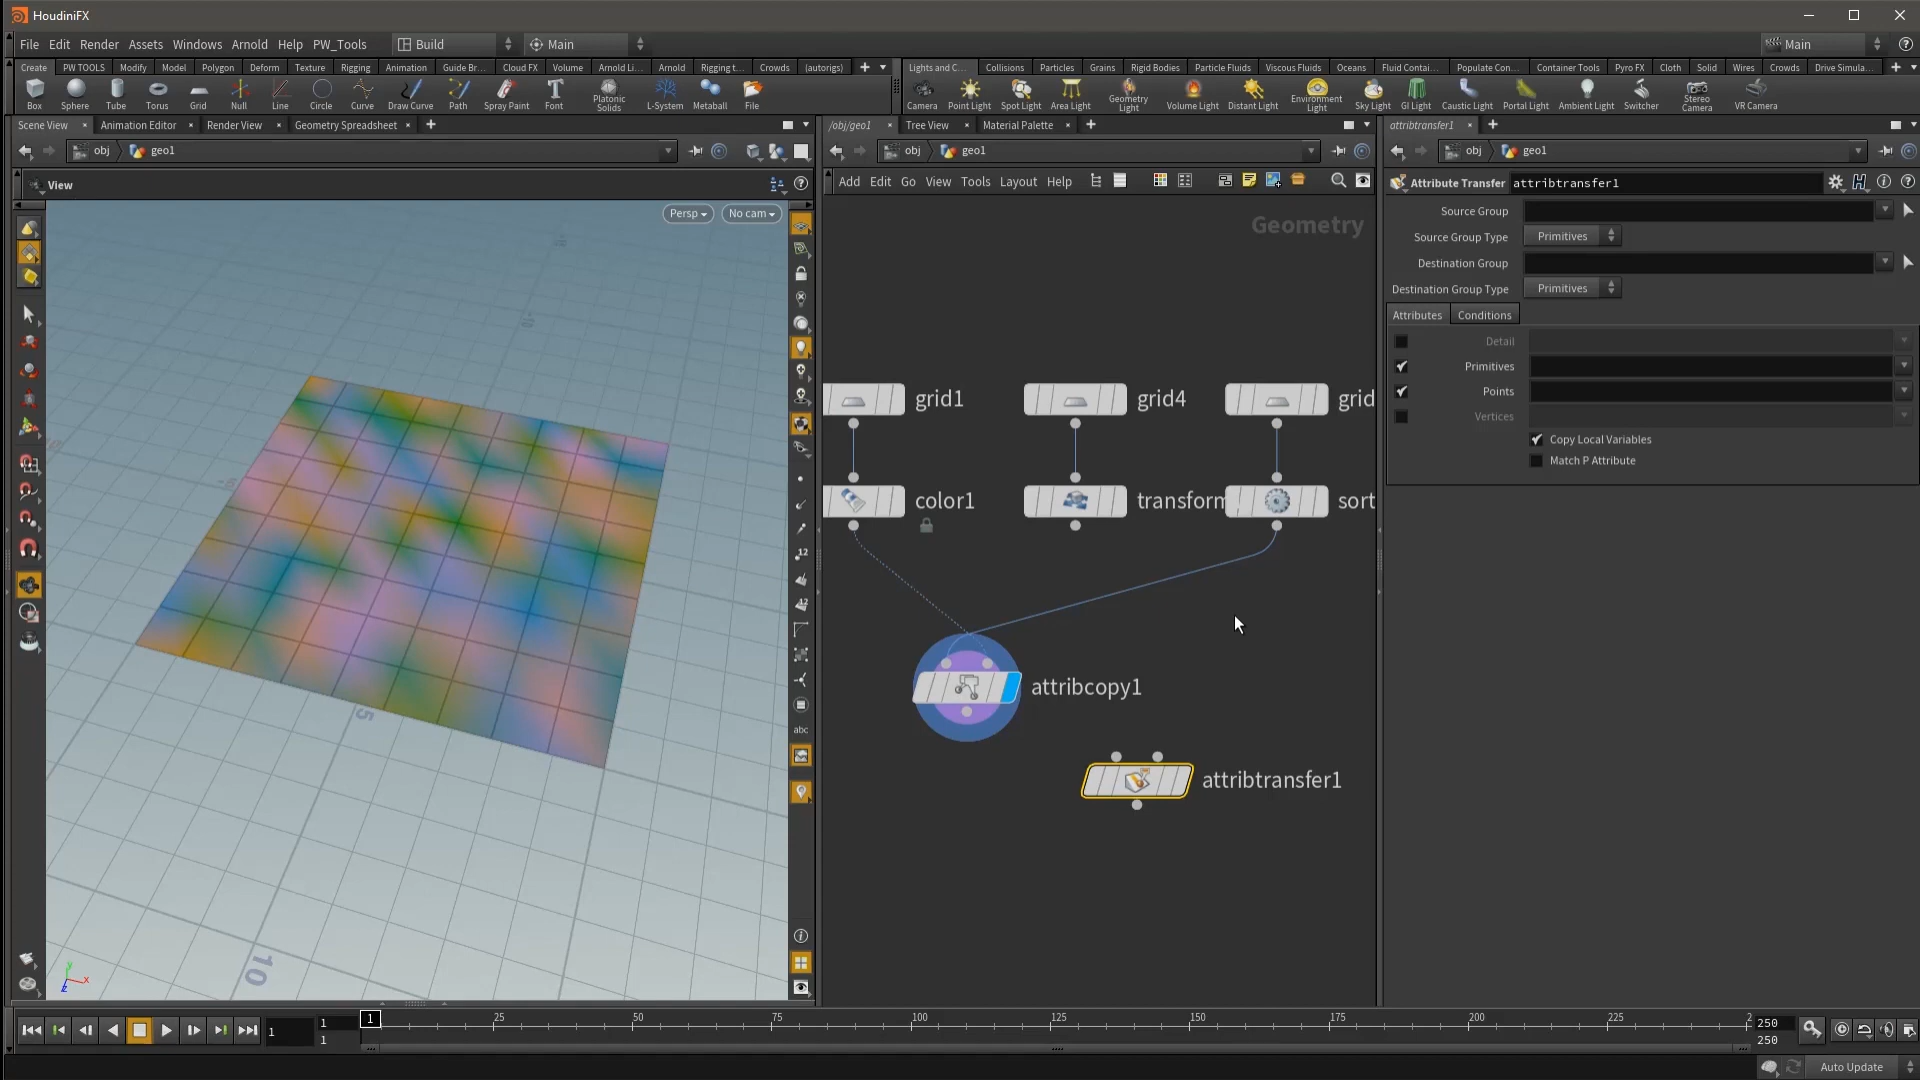 HoudiniFX
File Edit Render Assets Windows Arnold Help PW_Tools Build Main Main
Create PW TOOLS Modify Model Polygon Deform Texture Rigging Animation Guide Br... Cloud FX Volume Arnold Li... Arnold Rigging t... Crowds (autorigs)
Lights and C... Collisions Particles Grains Rigid Bodies Particle Fluids Viscous Fluids Oceans Fluid Contai... Populate Con... Container Tools Pyro FX Cloth Solid Wires Crowds Drive Simula...
Box Sphere Tube Torus Grid Null Line Circle Curve Draw Curve Path Spray Paint Font Platonic Solids L-System Metaball File
Camera Point Light Spot Light Area Light Geometry Light Volume Light Distant Light Environment Light Sky Light GI Light Caustic Light Portal Light Ambient Light Switcher Stereo Camera VR Camera
Scene View Animation Editor Render View Geometry Spreadsheet
/obj/geo1 Tree View Material Palette
attribtransfer1
obj geo1
obj geo1
obj geo1
View
Add Edit Go View Tools Layout Help
Attribute Transfer attribtransfer1
Persp No cam
Geometry
Source Group
Source Group Type Primitives
Destination Group
Destination Group Type Primitives
Attributes Conditions
Detail
Primitives
Points
Vertices
Copy Local Variables
Match P Attribute
grid1 grid4 grid
color1 transform sort
attribcopy1
attribtransfer1
5
10
12
12
abc
y
x
z
1 1 1 25 50 75 100 125 150 175 200 225 2 250
1 250
Auto Update